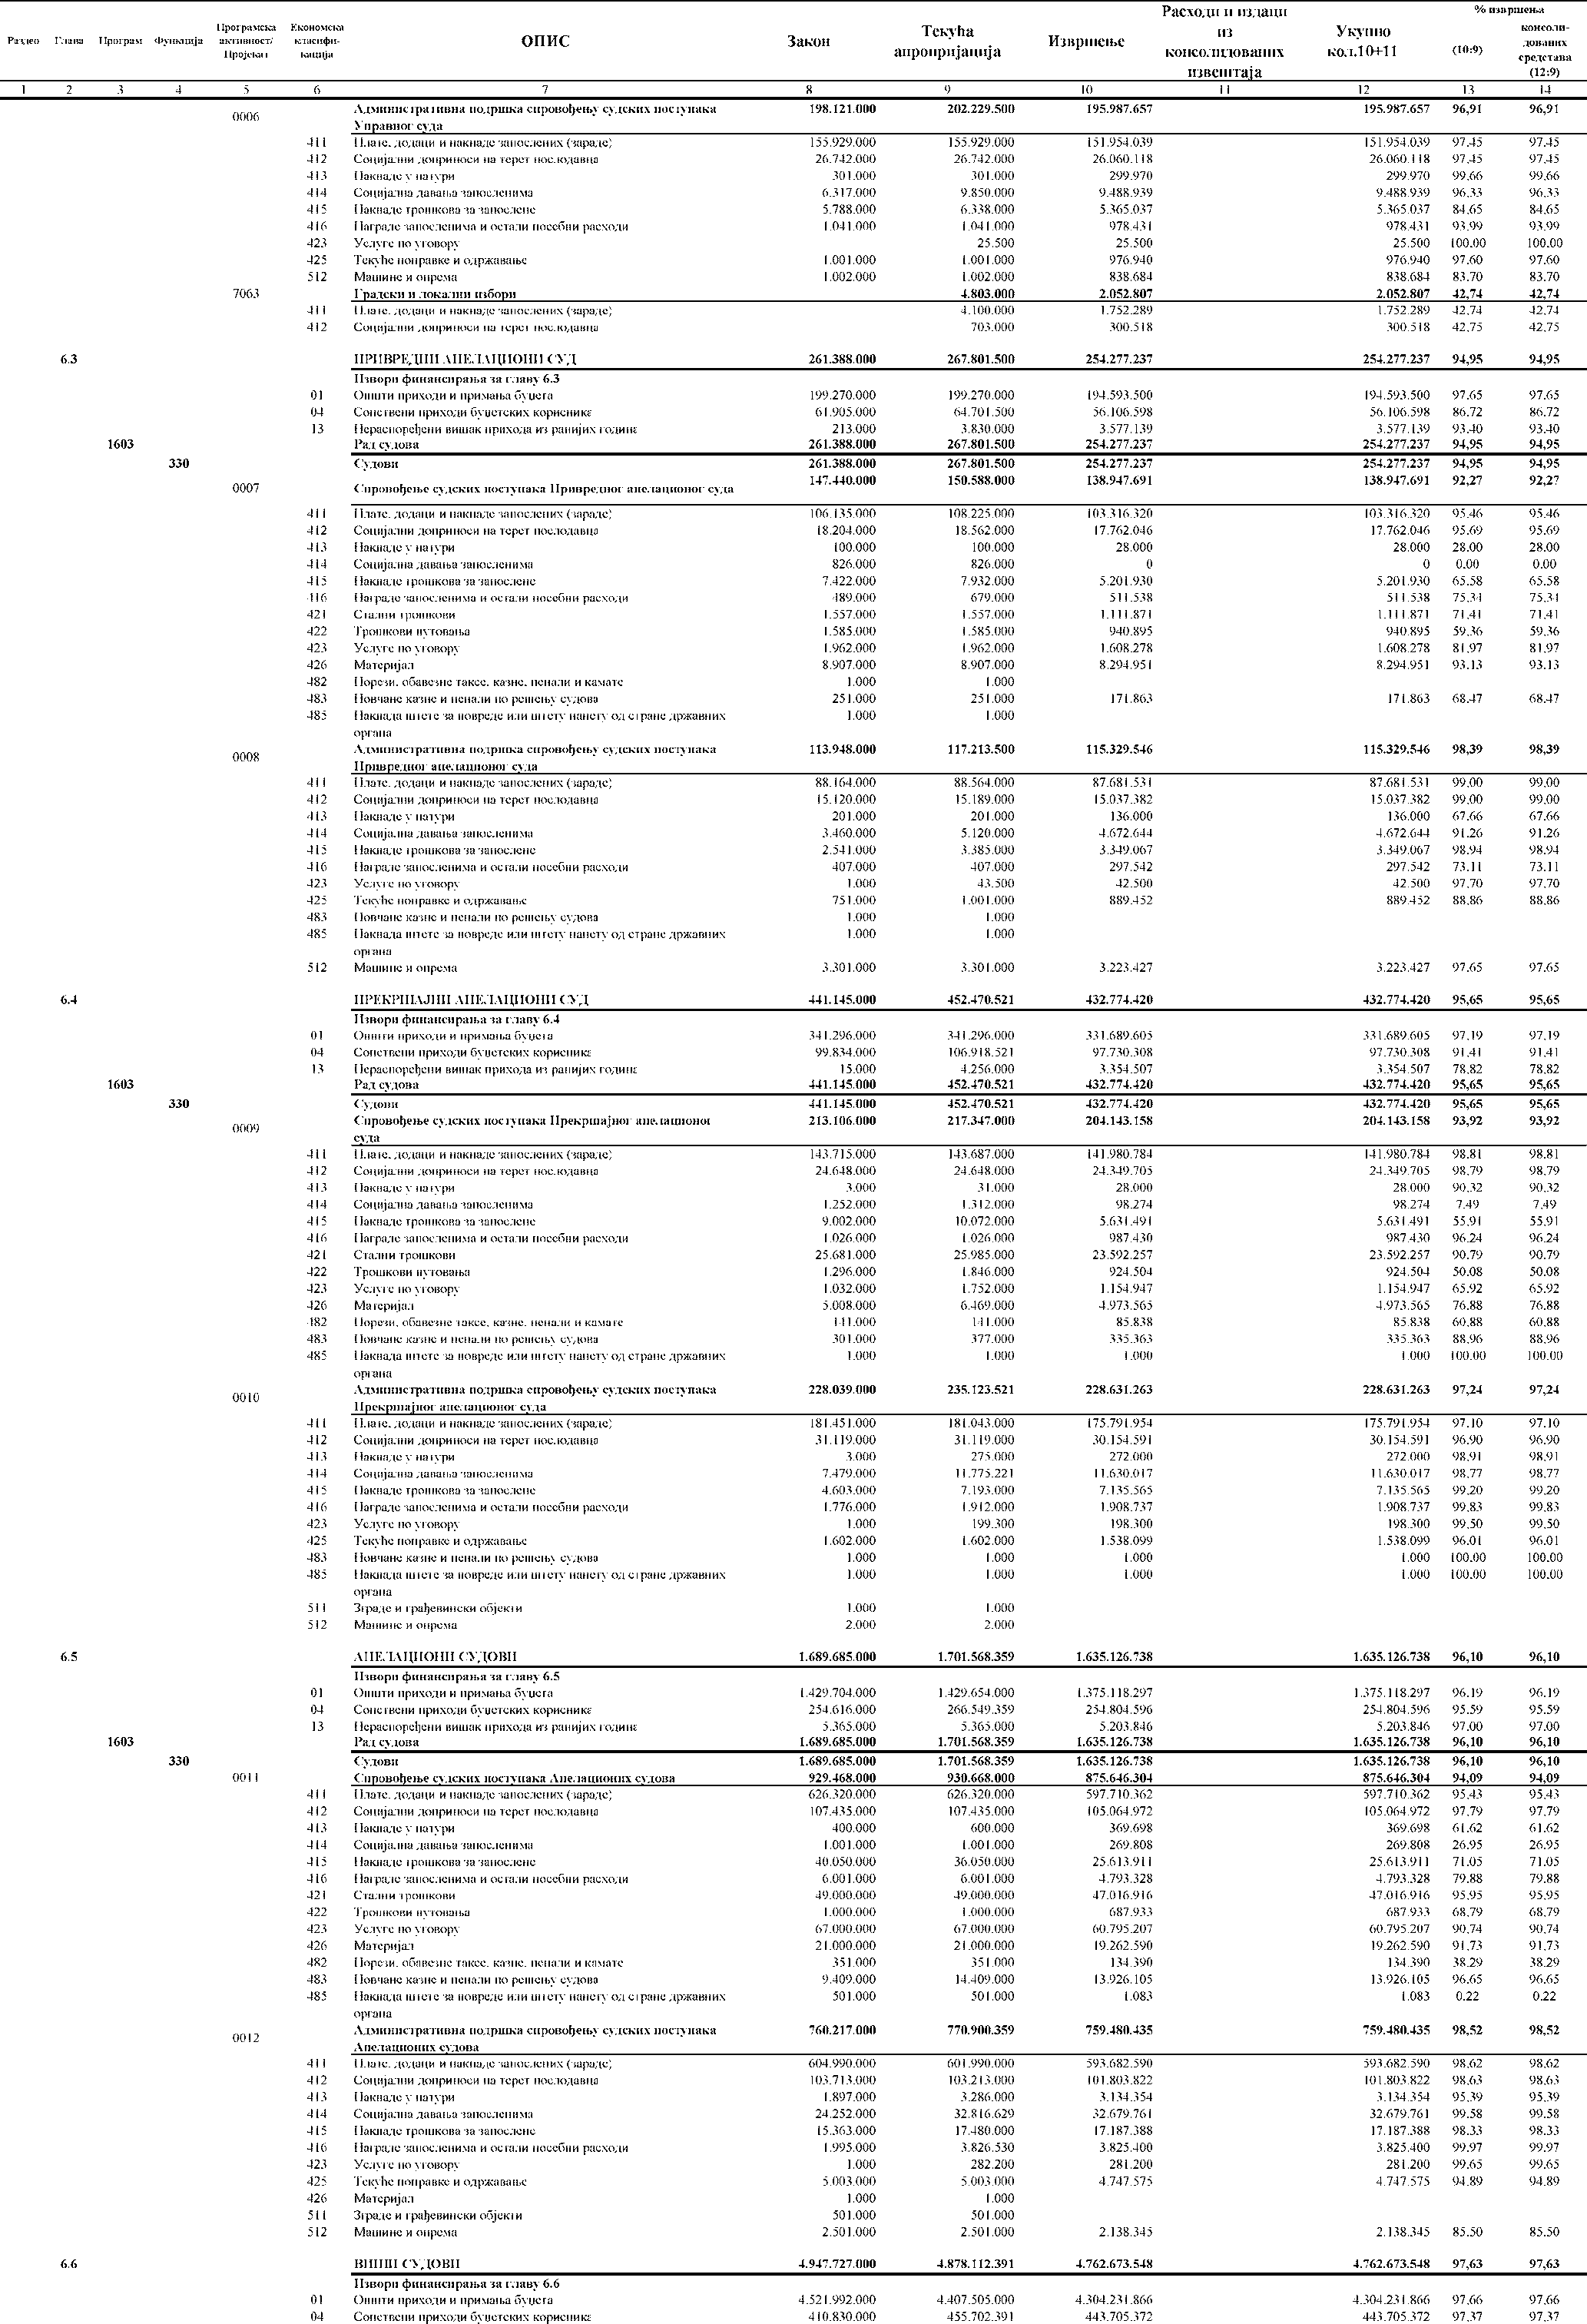 Раздео Глава Програм Функција Програмска активност/ Пројекат Економска класифи-кација ОПИС Закон Текућа апропријација Извршење Расходи и издаци из консолидованих извештаја Укупно кол.10+11 % извршења (10:9) консоли-дованих средстава (12:9)
1 2 3 4 5 6 7 8 9 10 11 12 13 14
0006 Административна подршка спровођењу судских поступака 198.121.000 202.229.500 195.987.657 195.987.657 96,91 96,91
Управног суда
411 Плате, додаци и накнаде запослених (зараде) 155.929.000 155.929.000 151.954.039 151.954.039 97,45 97,45
412 Социјални доприноси на терет послодавца 26.742.000 26.742.000 26.060.118 26.060.118 97,45 97,45
413 Накнаде у натури 301.000 301.000 299.970 299.970 99,66 99,66
414 Социјална давања запосленима 6.317.000 9.850.000 9.488.939 9.488.939 96,33 96,33
415 Накнаде трошкова за запослене 5.788.000 6.338.000 5.365.037 5.365.037 84,65 84,65
416 Награде запосленима и остали посебни расходи 1.041.000 1.041.000 978.431 978.431 93,99 93,99
423 Услуге по уговору 25.500 25.500 25.500 100,00 100,00
425 Текуће поправке и одржавање 1.001.000 1.001.000 976.940 976.940 97,60 97,60
512 Машине и опрема 1.002.000 1.002.000 838.684 838.684 83,70 83,70
7063 Градски и локални избори 4.803.000 2.052.807 2.052.807 42,74 42,74
411 Плате, додаци и накнаде запослених (зараде) 4.100.000 1.752.289 1.752.289 42,74 42,74
412 Социјални доприноси на терет послодавца 703.000 300.518 300.518 42,75 42,75
6.3 ПРИВРЕДНИ АПЕЛАЦИОНИ СУД 261.388.000 267.801.500 254.277.237 254.277.237 94,95 94,95
Извори финансирања за главу 6.3
01 Општи приходи и примања буџета 199.270.000 199.270.000 194.593.500 194.593.500 97,65 97,65
04 Сопствени приходи буџетских корисника 61.905.000 64.701.500 56.106.598 56.106.598 86,72 86,72
13 Нераспоређени вишак прихода из ранијих година 213.000 3.830.000 3.577.139 3.577.139 93,40 93,40
1603 Рад судова 261.388.000 267.801.500 254.277.237 254.277.237 94,95 94,95
330 Судови 261.388.000 267.801.500 254.277.237 254.277.237 94,95 94,95
0007 Спровођење судских поступака Привредног апелационог суда 147.440.000 150.588.000 138.947.691 138.947.691 92,27 92,27
411 Плате, додаци и накнаде запослених (зараде) 106.135.000 108.225.000 103.316.320 103.316.320 95,46 95,46
412 Социјални доприноси на терет послодавца 18.204.000 18.562.000 17.762.046 17.762.046 95,69 95,69
413 Накнаде у натури 100.000 100.000 28.000 28.000 28,00 28,00
414 Социјална давања запосленима 826.000 826.000 0 0 0,00 0,00
415 Накнаде трошкова за запослене 7.422.000 7.932.000 5.201.930 5.201.930 65,58 65,58
416 Награде запосленима и остали посебни расходи 489.000 679.000 511.538 511.538 75,34 75,34
421 Стални трошкови 1.557.000 1.557.000 1.111.871 1.111.871 71,41 71,41
422 Трошкови путовања 1.585.000 1.585.000 940.895 940.895 59,36 59,36
423 Услуге по уговору 1.962.000 1.962.000 1.608.278 1.608.278 81,97 81,97
426 Материјал 8.907.000 8.907.000 8.294.951 8.294.951 93,13 93,13
482 Порези, обавезне таксе, казне, пенали и камате 1.000 1.000
483 Новчане казне и пенали по решењу судова 251.000 251.000 171.863 171.863 68,47 68,47
485 Накнада штете за повреде или штету нанету од стране државних 1.000 1.000
органа
0008 Административна подршка спровођењу судских поступака 113.948.000 117.213.500 115.329.546 115.329.546 98,39 98,39
Привредног апелационог суда
411 Плате, додаци и накнаде запослених (зараде) 88.164.000 88.564.000 87.681.531 87.681.531 99,00 99,00
412 Социјални доприноси на терет послодавца 15.120.000 15.189.000 15.037.382 15.037.382 99,00 99,00
413 Накнаде у натури 201.000 201.000 136.000 136.000 67,66 67,66
414 Социјална давања запосленима 3.460.000 5.120.000 4.672.644 4.672.644 91,26 91,26
415 Накнаде трошкова за запослене 2.541.000 3.385.000 3.349.067 3.349.067 98,94 98,94
416 Награде запосленима и остали посебни расходи 407.000 407.000 297.542 297.542 73,11 73,11
423 Услуге по уговору 1.000 43.500 42.500 42.500 97,70 97,70
425 Текуће поправке и одржавање 751.000 1.001.000 889.452 889.452 88,86 88,86
483 Новчане казне и пенали по решењу судова 1.000 1.000
485 Накнада штете за повреде или штету нанету од стране државних 1.000 1.000
органа
512 Машине и опрема 3.301.000 3.301.000 3.223.427 3.223.427 97,65 97,65
6.4 ПРЕКРШАЈНИ АПЕЛАЦИОНИ СУД 441.145.000 452.470.521 432.774.420 432.774.420 95,65 95,65
Извори финансирања за главу 6.4
01 Општи приходи и примања буџета 341.296.000 341.296.000 331.689.605 331.689.605 97,19 97,19
04 Сопствени приходи буџетских корисника 99.834.000 106.918.521 97.730.308 97.730.308 91,41 91,41
13 Нераспоређени вишак прихода из ранијих година 15.000 4.256.000 3.354.507 3.354.507 78,82 78,82
1603 Рад судова 441.145.000 452.470.521 432.774.420 432.774.420 95,65 95,65
330 Судови 441.145.000 452.470.521 432.774.420 432.774.420 95,65 95,65
0009 Спровођење судских поступака Прекршајног апелационог 213.106.000 217.347.000 204.143.158 204.143.158 93,92 93,92
суда
411 Плате, додаци и накнаде запослених (зараде) 143.715.000 143.687.000 141.980.784 141.980.784 98,81 98,81
412 Социјални доприноси на терет послодавца 24.648.000 24.648.000 24.349.705 24.349.705 98,79 98,79
413 Накнаде у натури 3.000 31.000 28.000 28.000 90,32 90,32
414 Социјална давања запосленима 1.252.000 1.312.000 98.274 98.274 7,49 7,49
415 Накнаде трошкова за запослене 9.002.000 10.072.000 5.631.491 5.631.491 55,91 55,91
416 Награде запосленима и остали посебни расходи 1.026.000 1.026.000 987.430 987.430 96,24 96,24
421 Стални трошкови 25.681.000 25.985.000 23.592.257 23.592.257 90,79 90,79
422 Трошкови путовања 1.296.000 1.846.000 924.504 924.504 50,08 50,08
423 Услуге по уговору 1.032.000 1.752.000 1.154.947 1.154.947 65,92 65,92
426 Материјал 5.008.000 6.469.000 4.973.565 4.973.565 76,88 76,88
482 Порези, обавезне таксе, казне, пенали и камате 141.000 141.000 85.838 85.838 60,88 60,88
483 Новчане казне и пенали по решењу судова 301.000 377.000 335.363 335.363 88,96 88,96
485 Накнада штете за повреде или штету нанету од стране државних 1.000 1.000 1.000 1.000 100,00 100,00
органа
0010 Административна подршка спровођењу судских поступака 228.039.000 235.123.521 228.631.263 228.631.263 97,24 97,24
Прекршајног апелационог суда
411 Плате, додаци и накнаде запослених (зараде) 181.451.000 181.043.000 175.791.954 175.791.954 97,10 97,10
412 Социјални доприноси на терет послодавца 31.119.000 31.119.000 30.154.591 30.154.591 96,90 96,90
413 Накнаде у натури 3.000 275.000 272.000 272.000 98,91 98,91
414 Социјална давања запосленима 7.479.000 11.775.221 11.630.017 11.630.017 98,77 98,77
415 Накнаде трошкова за запослене 4.603.000 7.193.000 7.135.565 7.135.565 99,20 99,20
416 Награде запосленима и остали посебни расходи 1.776.000 1.912.000 1.908.737 1.908.737 99,83 99,83
423 Услуге по уговору 1.000 199.300 198.300 198.300 99,50 99,50
425 Текуће поправке и одржавање 1.602.000 1.602.000 1.538.099 1.538.099 96,01 96,01
483 Новчане казне и пенали по решењу судова 1.000 1.000 1.000 1.000 100,00 100,00
485 Накнада штете за повреде или штету нанету од стране државних 1.000 1.000 1.000 1.000 100,00 100,00
органа
511 Зграде и грађевински објекти 1.000 1.000
512 Машине и опрема 2.000 2.000
6.5 АПЕЛАЦИОНИ СУДОВИ 1.689.685.000 1.701.568.359 1.635.126.738 1.635.126.738 96,10 96,10
Извори финансирања за главу 6.5
01 Општи приходи и примања буџета 1.429.704.000 1.429.654.000 1.375.118.297 1.375.118.297 96,19 96,19
04 Сопствени приходи буџетских корисника 254.616.000 266.549.359 254.804.596 254.804.596 95,59 95,59
13 Нераспоређени вишак прихода из ранијих година 5.365.000 5.365.000 5.203.846 5.203.846 97,00 97,00
1603 Рад судова 1.689.685.000 1.701.568.359 1.635.126.738 1.635.126.738 96,10 96,10
330 Судови 1.689.685.000 1.701.568.359 1.635.126.738 1.635.126.738 96,10 96,10
0011 Спровођење судских поступака Апелационих судова 929.468.000 930.668.000 875.646.304 875.646.304 94,09 94,09
411 Плате, додаци и накнаде запослених (зараде) 626.320.000 626.320.000 597.710.362 597.710.362 95,43 95,43
412 Социјални доприноси на терет послодавца 107.435.000 107.435.000 105.064.972 105.064.972 97,79 97,79
413 Накнаде у натури 400.000 600.000 369.698 369.698 61,62 61,62
414 Социјална давања запосленима 1.001.000 1.001.000 269.808 269.808 26,95 26,95
415 Накнаде трошкова за запослене 40.050.000 36.050.000 25.613.911 25.613.911 71,05 71,05
416 Награде запосленима и остали посебни расходи 6.001.000 6.001.000 4.793.328 4.793.328 79,88 79,88
421 Стални трошкови 49.000.000 49.000.000 47.016.916 47.016.916 95,95 95,95
422 Трошкови путовања 1.000.000 1.000.000 687.933 687.933 68,79 68,79
423 Услуге по уговору 67.000.000 67.000.000 60.795.207 60.795.207 90,74 90,74
426 Материјал 21.000.000 21.000.000 19.262.590 19.262.590 91,73 91,73
482 Порези, обавезне таксе, казне, пенали и камате 351.000 351.000 134.390 134.390 38,29 38,29
483 Новчане казне и пенали по решењу судова 9.409.000 14.409.000 13.926.105 13.926.105 96,65 96,65
485 Накнада штете за повреде или штету нанету од стране државних 501.000 501.000 1.083 1.083 0,22 0,22
органа
0012 Административна подршка спровођењу судских поступака 760.217.000 770.900.359 759.480.435 759.480.435 98,52 98,52
Апелационих судова
411 Плате, додаци и накнаде запослених (зараде) 604.990.000 601.990.000 593.682.590 593.682.590 98,62 98,62
412 Социјални доприноси на терет послодавца 103.713.000 103.213.000 101.803.822 101.803.822 98,63 98,63
413 Накнаде у натури 1.897.000 3.286.000 3.134.354 3.134.354 95,39 95,39
414 Социјална давања запосленима 24.252.000 32.816.629 32.679.761 32.679.761 99,58 99,58
415 Накнаде трошкова за запослене 15.363.000 17.480.000 17.187.388 17.187.388 98,33 98,33
416 Награде запосленима и остали посебни расходи 1.995.000 3.826.530 3.825.400 3.825.400 99,97 99,97
423 Услуге по уговору 1.000 282.200 281.200 281.200 99,65 99,65
425 Текуће поправке и одржавање 5.003.000 5.003.000 4.747.575 4.747.575 94,89 94,89
426 Материјал 1.000 1.000
511 Зграде и грађевински објекти 501.000 501.000
512 Машине и опрема 2.501.000 2.501.000 2.138.345 2.138.345 85,50 85,50
6.6 ВИШИ СУДОВИ 4.947.727.000 4.878.112.391 4.762.673.548 4.762.673.548 97,63 97,63
Извори финансирања за главу 6.6
01 Општи приходи и примања буџета 4.521.992.000 4.407.505.000 4.304.231.866 4.304.231.866 97,66 97,66
04 Сопствени приходи буџетских корисника 410.830.000 455.702.391 443.705.372 443.705.372 97,37 97,37